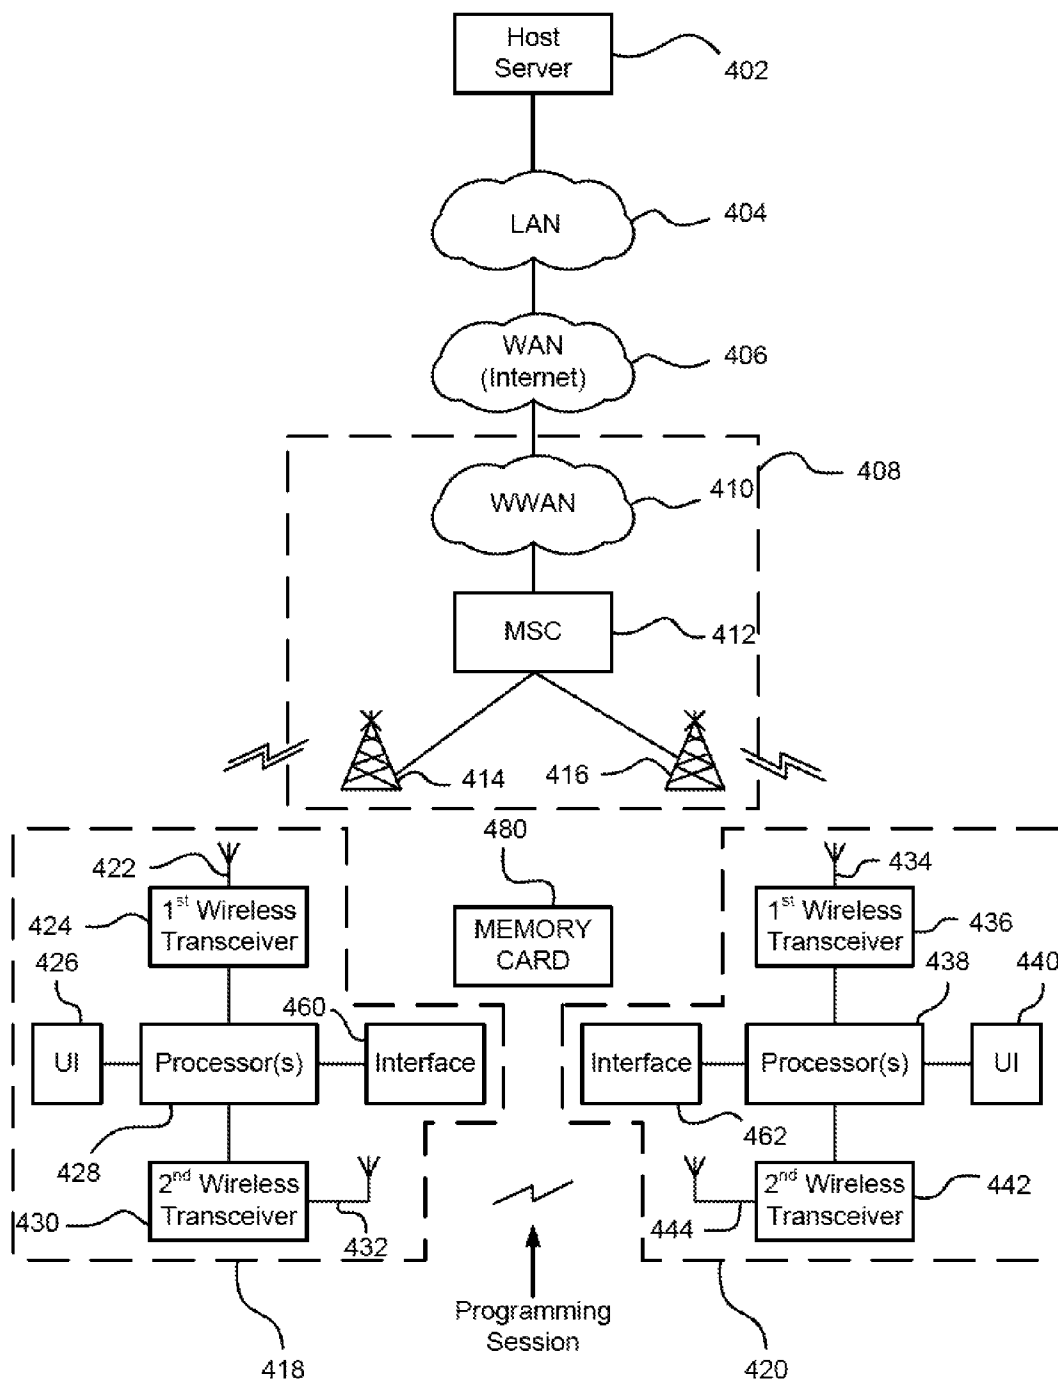 Host
Server
402
LAN
404
WAN
(Internet)
406
408
WWAN
410
MSC
412
414
416
480
MEMORY
CARD
422
1st Wireless
Transceiver
424
426
UI
Processor(s)
428
460
Interface
2nd Wireless
Transceiver
430
432
418
434
1st Wireless
Transceiver
436
438
440
Interface
462
Processor(s)
UI
2nd Wireless
Transceiver
442
444
420
Programming
Session